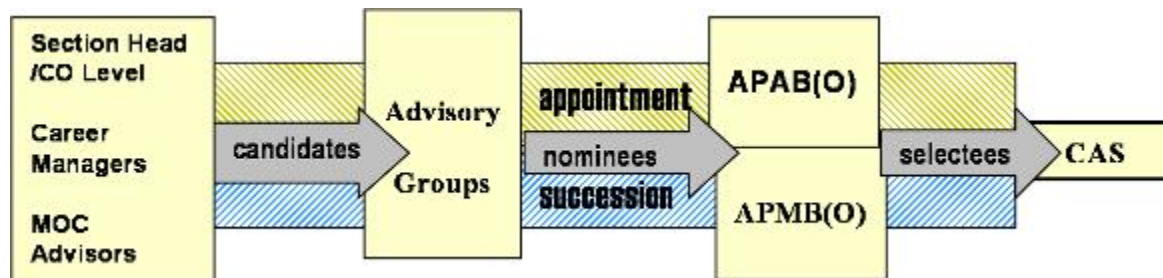 Section Head
/CO Level
Career
Managers
MOC
Advisors
candidates
Advisory
Groups
appointment
nominees
succession
APAB(O)
APMB(O)
selectees
CAS